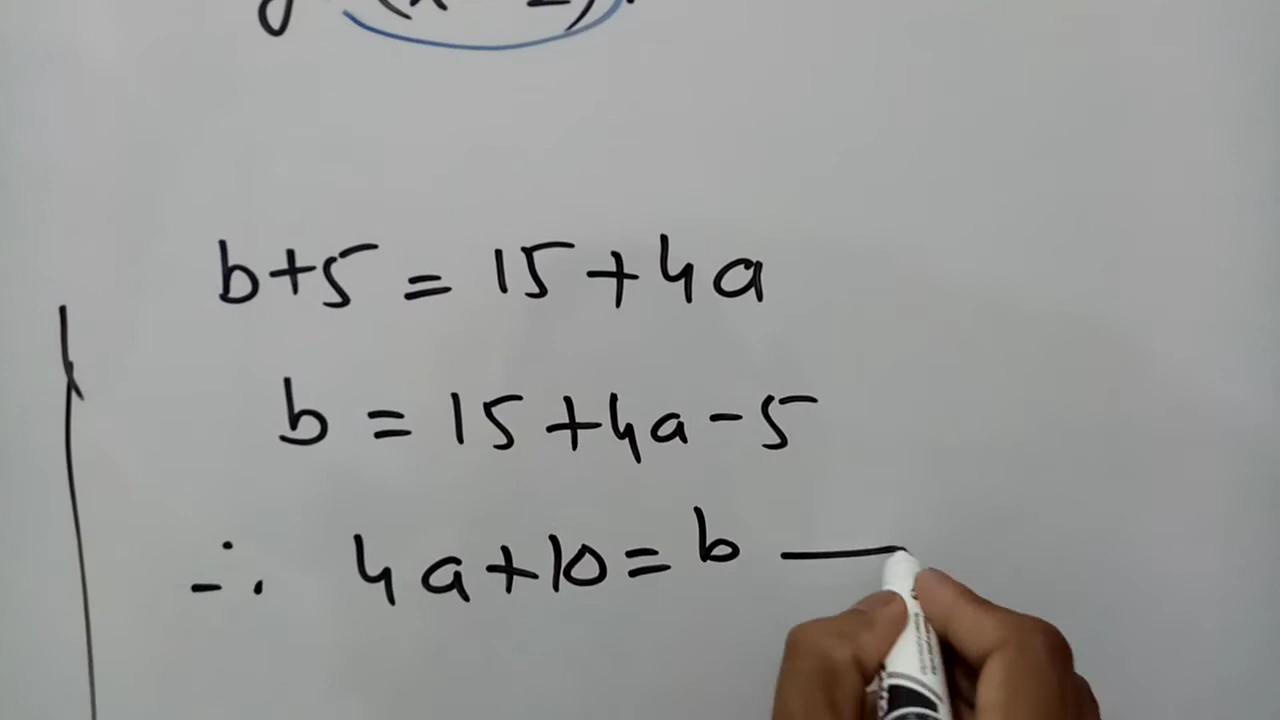 b+5 = 15+4a
b = 15+4a-5
∴ 4a+10 = b —